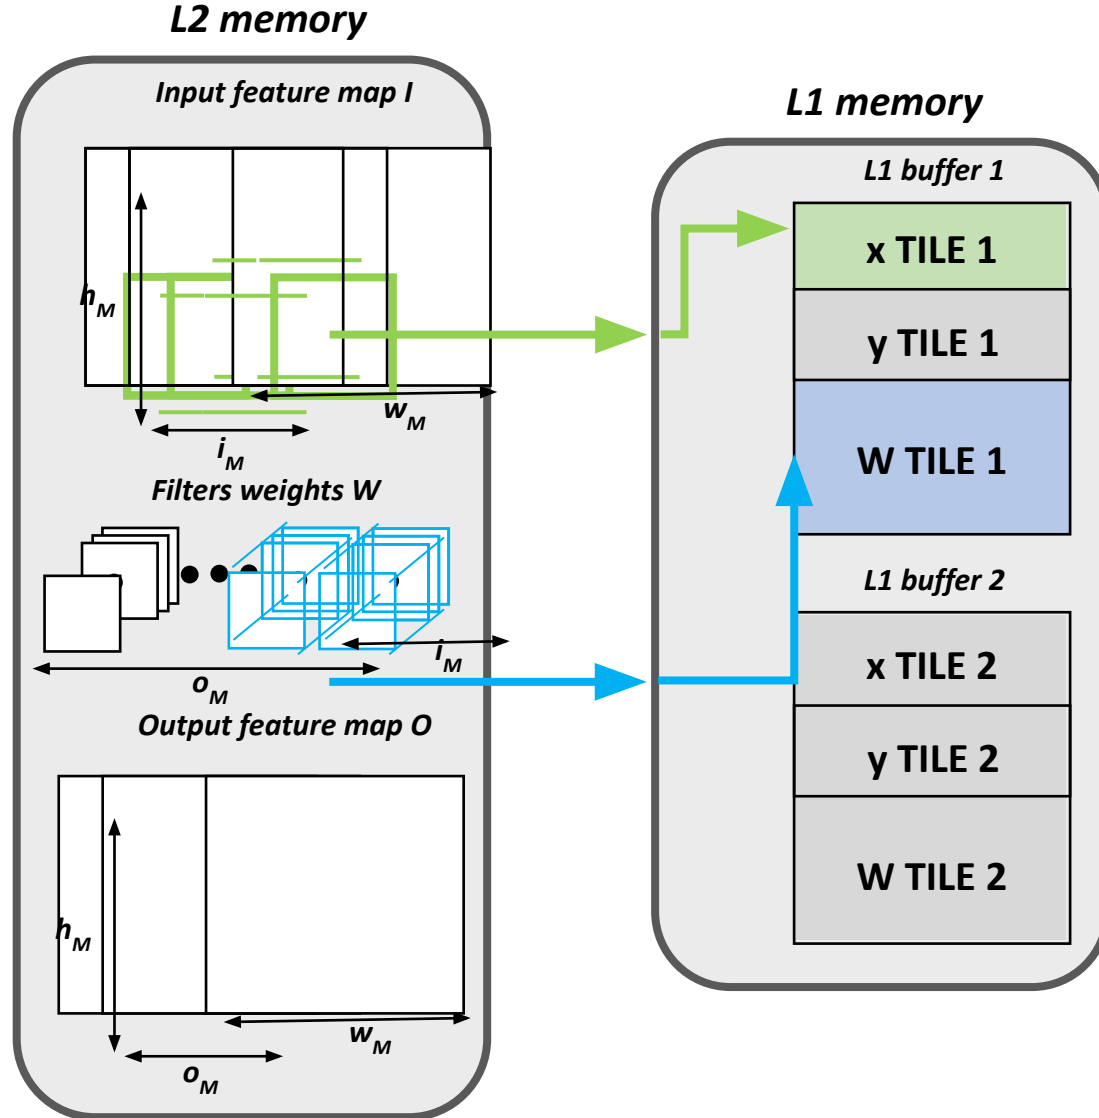 L2 memory
Input feature map I
h_M
w_M
i_M
Filters weights W
i_M
o_M
Output feature map O
h_M
w_M
o_M
L1 memory
L1 buffer 1
x TILE 1
y TILE 1
W TILE 1
L1 buffer 2
x TILE 2
y TILE 2
W TILE 2